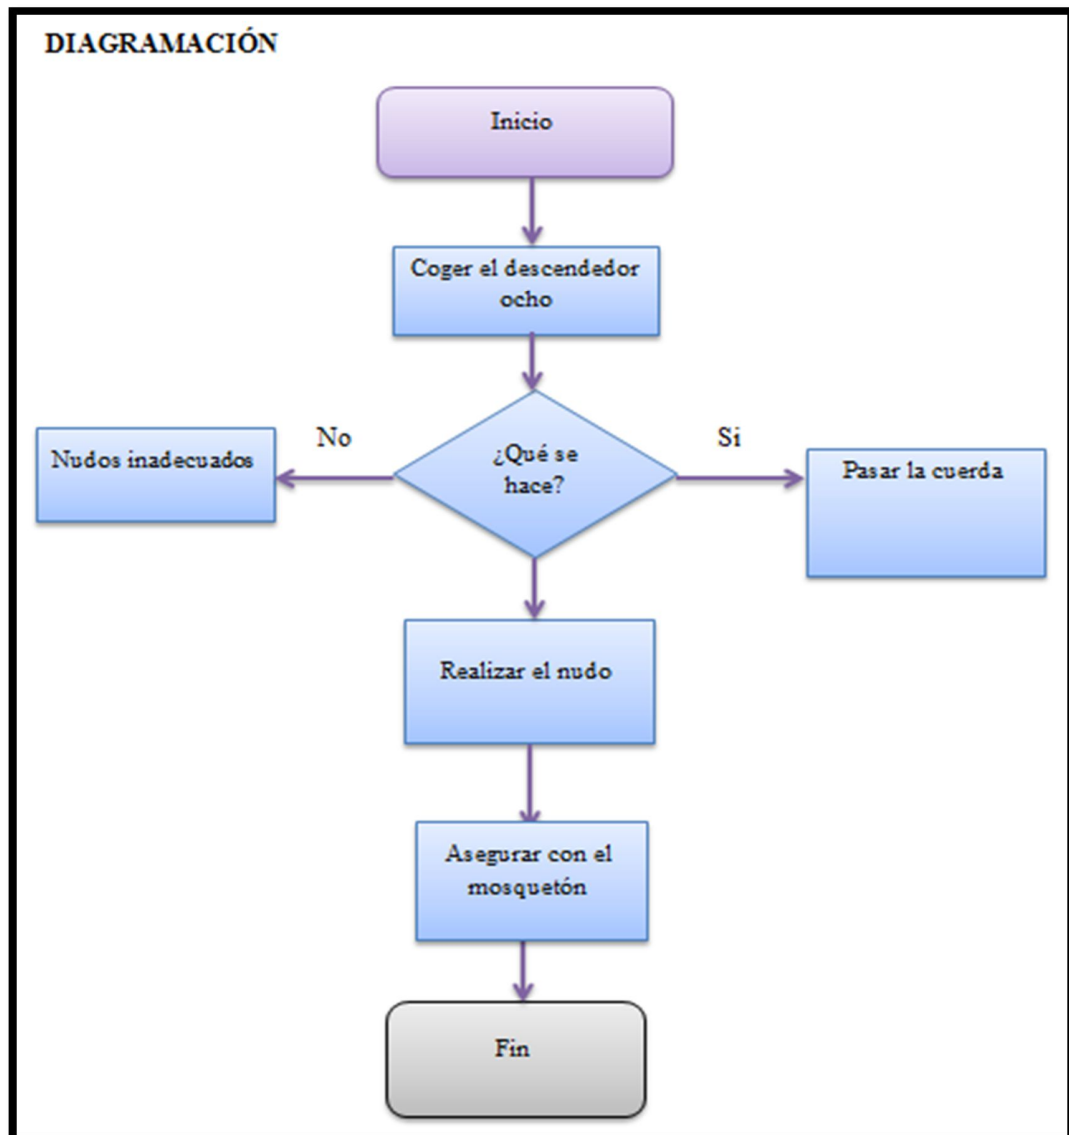 DIAGRAMACIÓN
Inicio
Coger el descendedor
ocho
No
¿Qué se
hace?
Si
Nudos inadecuados
Pasar la cuerda
Realizar el nudo
Asegurar con el
mosquetón
Fin